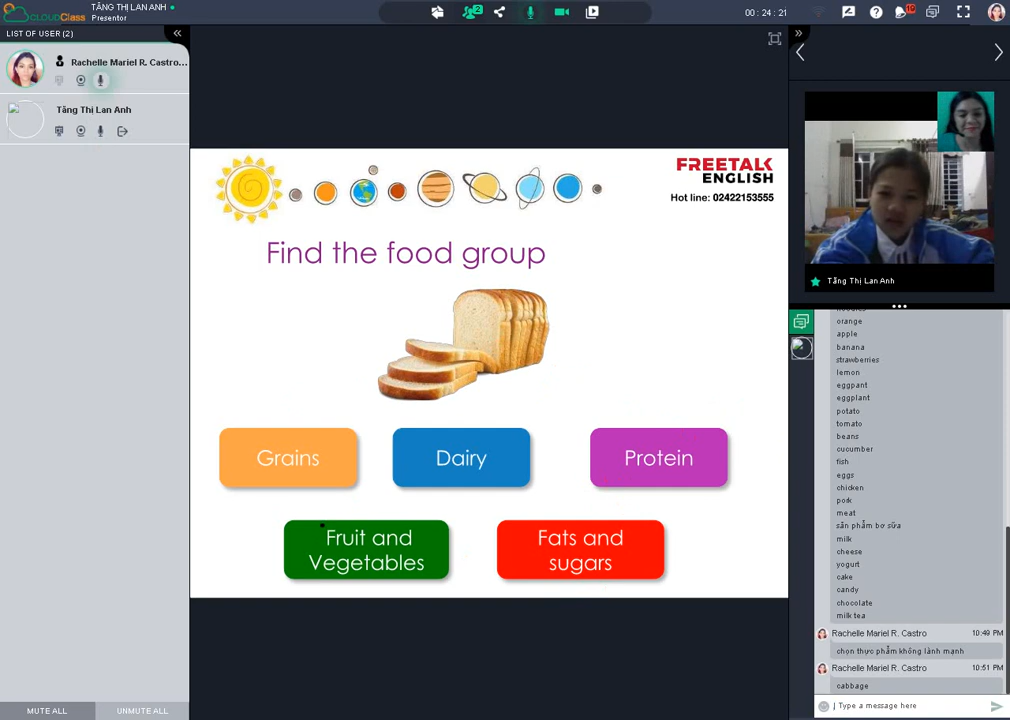 CLOUDCLASS
TĂNG THỊ LAN ANH
Presentor
2
00 : 24 : 21
LIST OF USER (2)
Rachelle Mariel R. Castro...
Tăng Thị Lan Anh
FREETALK
ENGLISH
Hot line: 02422153555
Find the food group
Grains
Dairy
Protein
Fruit and
Vegetables
Fats and
sugars
Tăng Thị Lan Anh
orange
apple
banana
strawberries
lemon
eggpant
eggplant
potato
tomato
beans
cucumber
fish
eggs
chicken
pork
meat
sản phẩm bơ sữa
milk
cheese
yogurt
cake
candy
chocolate
milk tea
Rachelle Mariel R. Castro 10:49 PM
chọn thực phẩm không lành mạnh
Rachelle Mariel R. Castro 10:51 PM
cabbage
Type a message here
MUTE ALL
UNMUTE ALL